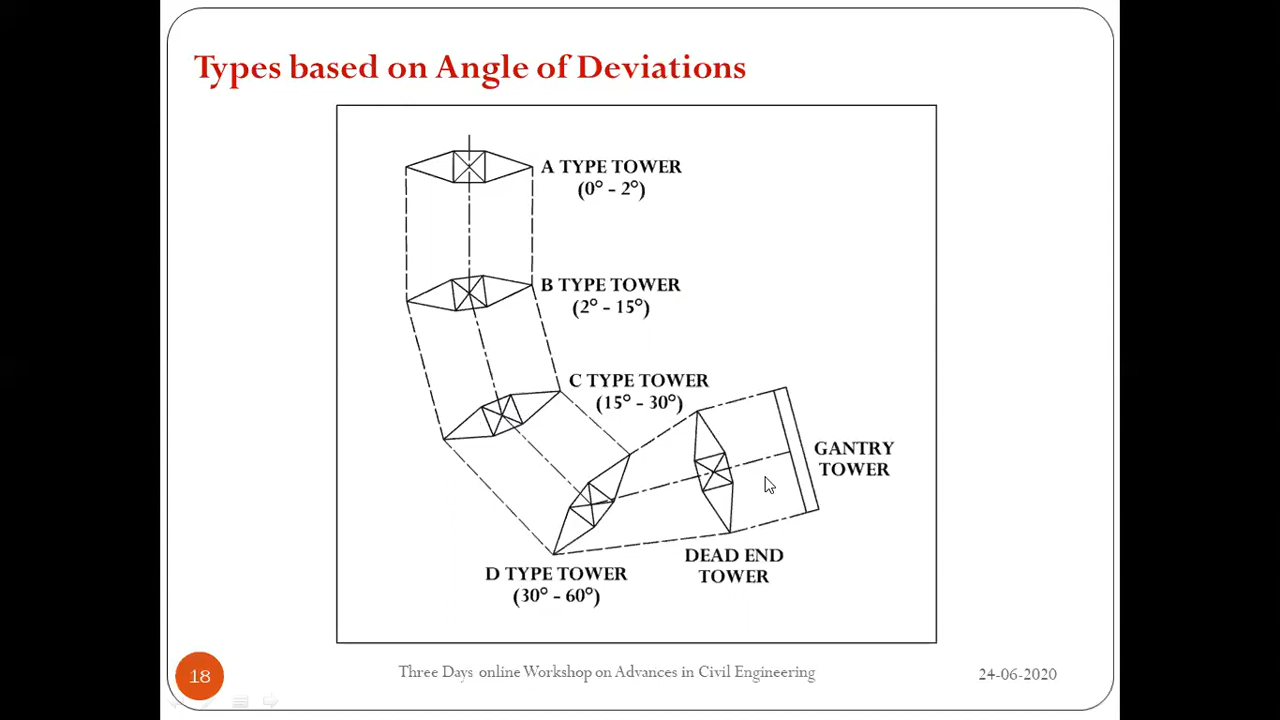 Types based on Angle of Deviations
A TYPE TOWER
(0° - 2°)
B TYPE TOWER
(2° - 15°)
C TYPE TOWER
(15° - 30°)
GANTRY
TOWER
DEAD END
TOWER
D TYPE TOWER
(30° - 60°)
18
Three Days online Workshop on Advances in Civil Engineering
24-06-2020